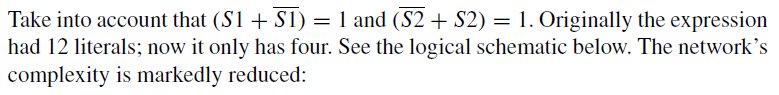 Take into account that (S1 + S̅1̅) = 1 and (S̅2̅ + S2) = 1. Originally the expression
had 12 literals; now it only has four. See the logical schematic below. The network’s
complexity is markedly reduced: